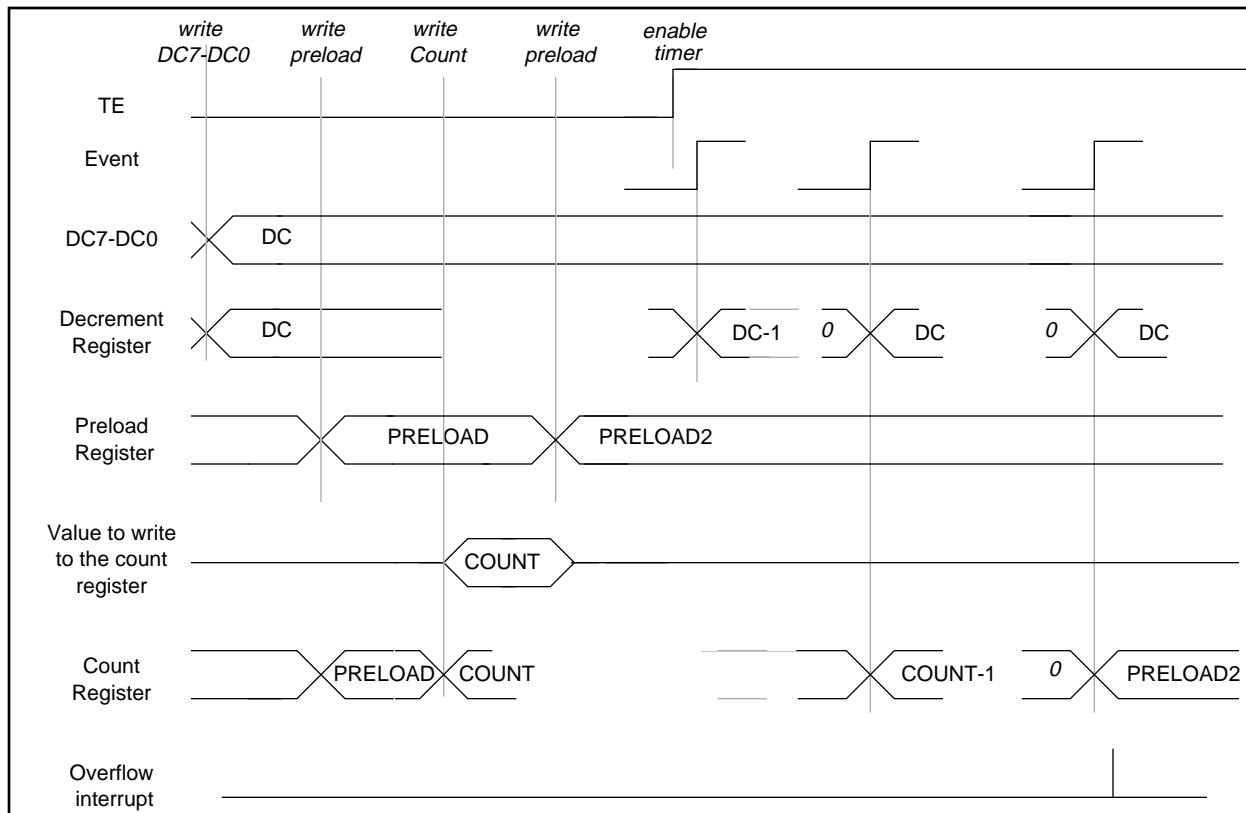 write write write write enable
DC7-DC0 preload Count preload timer
TE
Event
DC7-DC0 DC
Decrement
Register
DC DC-1 0 DC 0 DC
Preload
Register
PRELOAD PRELOAD2
Value to write
to the count
register
COUNT
Count
Register
PRELOAD COUNT COUNT-1 0 PRELOAD2
Overflow
interrupt